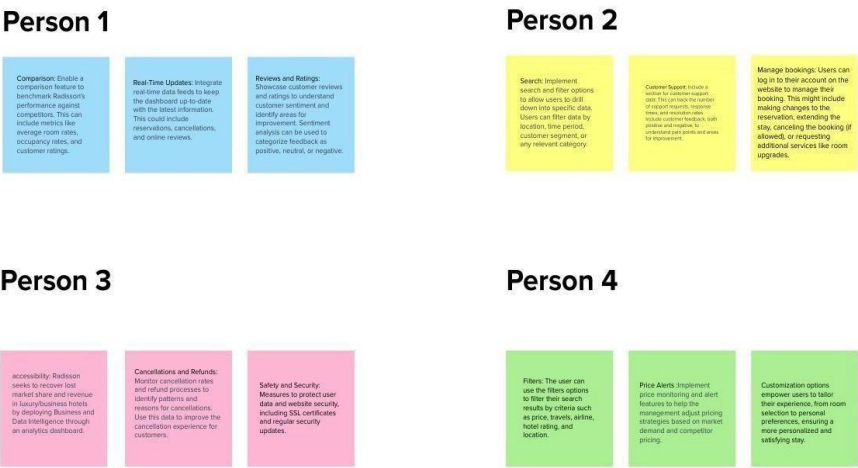 Person 1
Comparison: Enable a
comparison feature to
benchmark Radisson's
performance against
competitors. This can
include metrics like
average room rates,
occupancy rates, and
customer ratings.
Real-Time Updates: Integrate
real-time data feeds to keep
the dashboard up-to-date
with the latest information.
This could include
reservations, cancellations,
and online reviews.
Reviews and Ratings:
Showcase customer reviews
and ratings to understand
customer sentiment and
identify areas for
improvement. Sentiment
analysis can be used to
categorize feedback as
positive, neutral, or negative.
Person 2
Search: Implement
search and filter options
to allow users to drill
down into specific data.
Users can filter data by
location, time period,
customer segment, or
any relevant category.
Customer Support: Include a
section for customer support
data. This can track the number
of support requests, response
times, and resolution rates
Include customer feedback, both
positive and negative, to
understand pain points and areas
for improvement.
Manage bookings: Users can
log in to their account on the
website to manage their
booking. This might include
making changes to the
reservation, extending the
stay, canceling the booking (if
allowed), or requesting
additional services like room
upgrades.
Person 3
accessibility: Radisson
seeks to recover lost
market share and revenue
in luxury/business hotels
by deploying Business and
Data Intelligence through
an analytics dashboard.
Cancellations and Refunds:
Monitor cancellation rates
and refund processes to
identify patterns and
reasons for cancellations.
Use this data to improve the
cancellation experience for
customers.
Safety and Security:
Measures to protect user
data and website security,
including SSL certificates
and regular security
updates.
Person 4
Filters: The user can
use the filters options
to filter their search
results by criteria such
as price, travels, airline,
hotel rating, and
location.
Price Alerts :Implement
price monitoring and alert
features to help the
management adjust pricing
strategies based on market
demand and competitor
pricing.
Customization options
empower users to tailor
their experience, from room
selection to personal
preferences, ensuring a
more personalized and
satisfying stay.